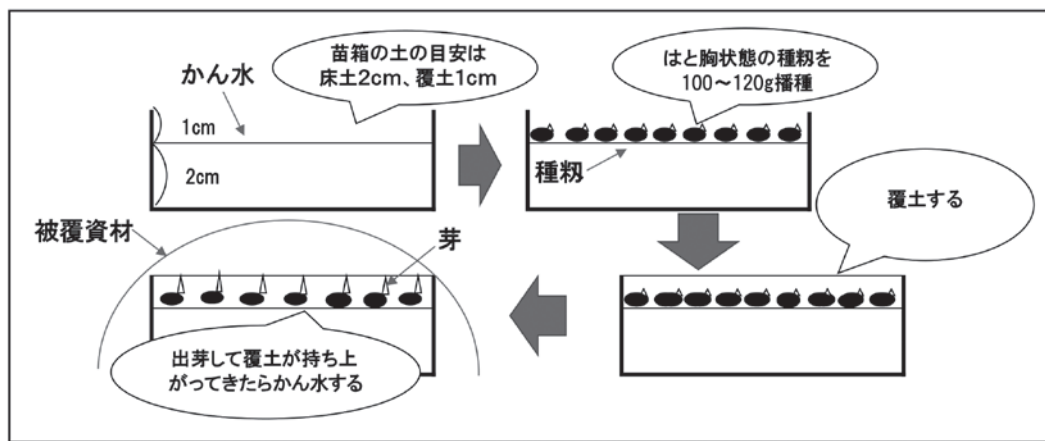 苗箱の土の目安は
床土2cm、覆土1cm
かん水
1cm
2cm
はと胸状態の種籾を
100～120g播種
種籾
覆土する
被覆資材
芽
出芽して覆土が持ち上
がってきたらかん水する